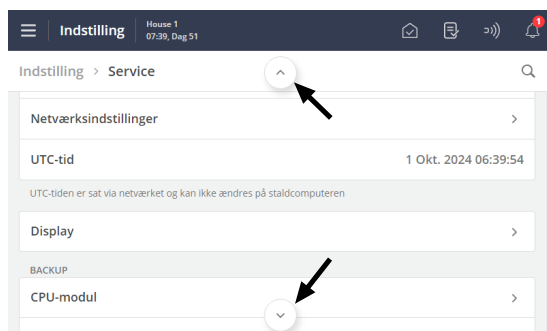 Indstilling
House 1
07:39, Dag 51
1
Indstilling > Service
Netværksindstillinger
UTC-tid 1 Okt. 2024 06:39:54
UTC-tiden er sat via netværket og kan ikke ændres på staldcomputeren
Display
BACKUP
CPU-modul